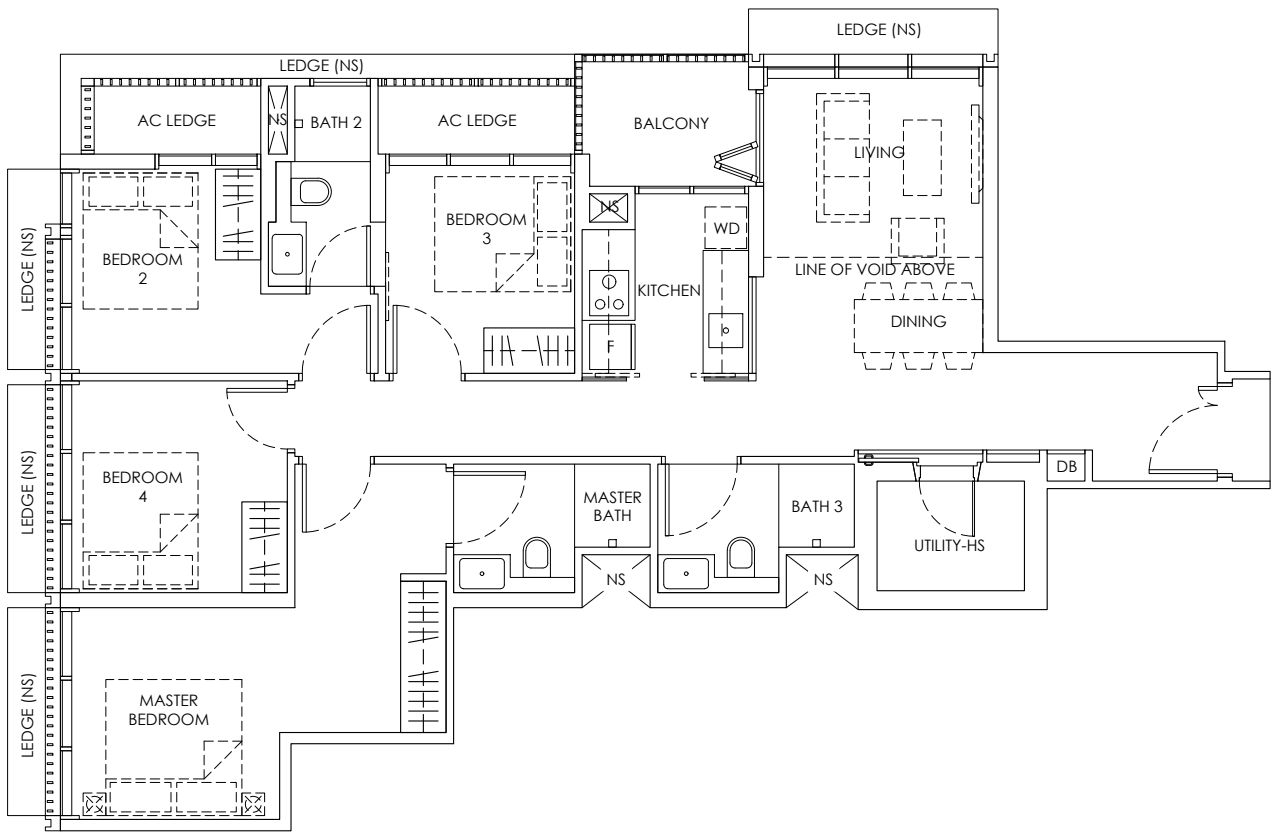 LEDGE (NS)
LEDGE (NS)
AC LEDGE
NS
BATH 2
AC LEDGE
BALCONY
LIVING
BEDROOM
3
NS
WD
LEDGE (NS)
BEDROOM
2
LINE OF VOID ABOVE
KITCHEN
DINING
F
LEDGE (NS)
BEDROOM
4
MASTER
BATH
BATH 3
DB
UTILITY-HS
NS
NS
LEDGE (NS)
MASTER
BEDROOM